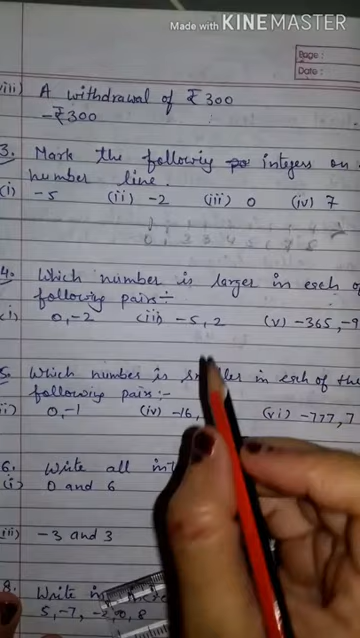 Made with KINEMASTER
Page :
Date :
viii) A withdrawal of ₹300
-₹300
3. Mark the following integers on
number line.
(i) -5 (ii) -2 (iii) 0 (iv) 7
4. Which number is larger in each of
following pairs÷
(i) 0, -2 (iii) -5, 2 (v) -365, -9
5. Which number is smaller in each of the
following pairs:-
ii) 0, -1 (iv) -16, (vi) -777, 7
6. Write all
(i) 0 and 6
iii) -3 and 3
8. Write in
5, -7, -2, 0, 8